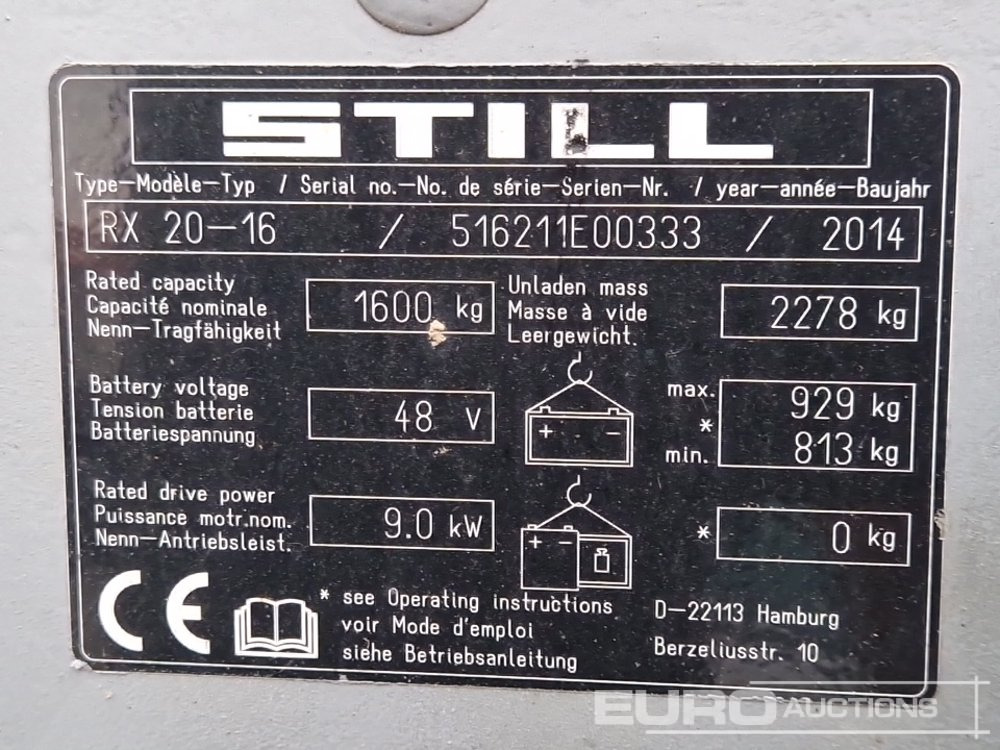 STILL
Type—Modèle—Typ / Serial no.—No. de série—Serien—Nr. / year—année—Baujahr
RX 20—16 / 516211E00333 / 2014
Rated capacity
Capacité nominale
Nenn—Tragfähigkeit
1600 kg
Unladen mass
Masse à vide
Leergewicht.
2278 kg
Battery voltage
Tension batterie
Batteriespannung
48 V
+ −
max. 929 kg
*
min. 813 kg
Rated drive power
Puissance motr.nom.
Nenn—Antriebsleist.
9.0 kW
+ −
* 0 kg
CE
* see Operating instructions
voir Mode d'emploi
siehe Betriebsanleitung
D—22113 Hamburg
Berzeliusstr. 10
EURO AUCTIONS